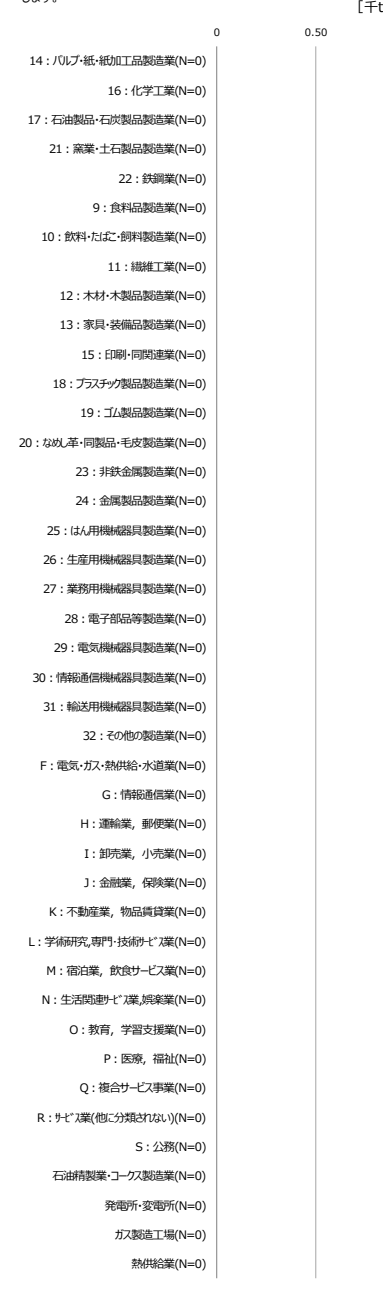 します。
[千t
0 0.50
14：パルプ・紙・紙加工品製造業(N=0)
16：化学工業(N=0)
17：石油製品・石炭製品製造業(N=0)
21：窯業・土石製品製造業(N=0)
22：鉄鋼業(N=0)
9：食料品製造業(N=0)
10：飲料・たばこ・飼料製造業(N=0)
11：繊維工業(N=0)
12：木材・木製品製造業(N=0)
13：家具・装備品製造業(N=0)
15：印刷・同関連業(N=0)
18：プラスチック製品製造業(N=0)
19：ゴム製品製造業(N=0)
20：なめし革・同製品・毛皮製造業(N=0)
23：非鉄金属製造業(N=0)
24：金属製品製造業(N=0)
25：はん用機械器具製造業(N=0)
26：生産用機械器具製造業(N=0)
27：業務用機械器具製造業(N=0)
28：電子部品等製造業(N=0)
29：電気機械器具製造業(N=0)
30：情報通信機械器具製造業(N=0)
31：輸送用機械器具製造業(N=0)
32：その他の製造業(N=0)
F：電気・ガス・熱供給・水道業(N=0)
G：情報通信業(N=0)
H：運輸業，郵便業(N=0)
I：卸売業，小売業(N=0)
J：金融業，保険業(N=0)
K：不動産業，物品賃貸業(N=0)
L：学術研究,専門・技術ｻｰﾋﾞｽ業(N=0)
M：宿泊業，飲食サービス業(N=0)
N：生活関連ｻｰﾋﾞｽ業,娯楽業(N=0)
O：教育，学習支援業(N=0)
P：医療，福祉(N=0)
Q：複合サービス事業(N=0)
R：ｻｰﾋﾞｽ業(他に分類されない)(N=0)
S：公務(N=0)
石油精製業・コークス製造業(N=0)
発電所・変電所(N=0)
ガス製造工場(N=0)
熱供給業(N=0)